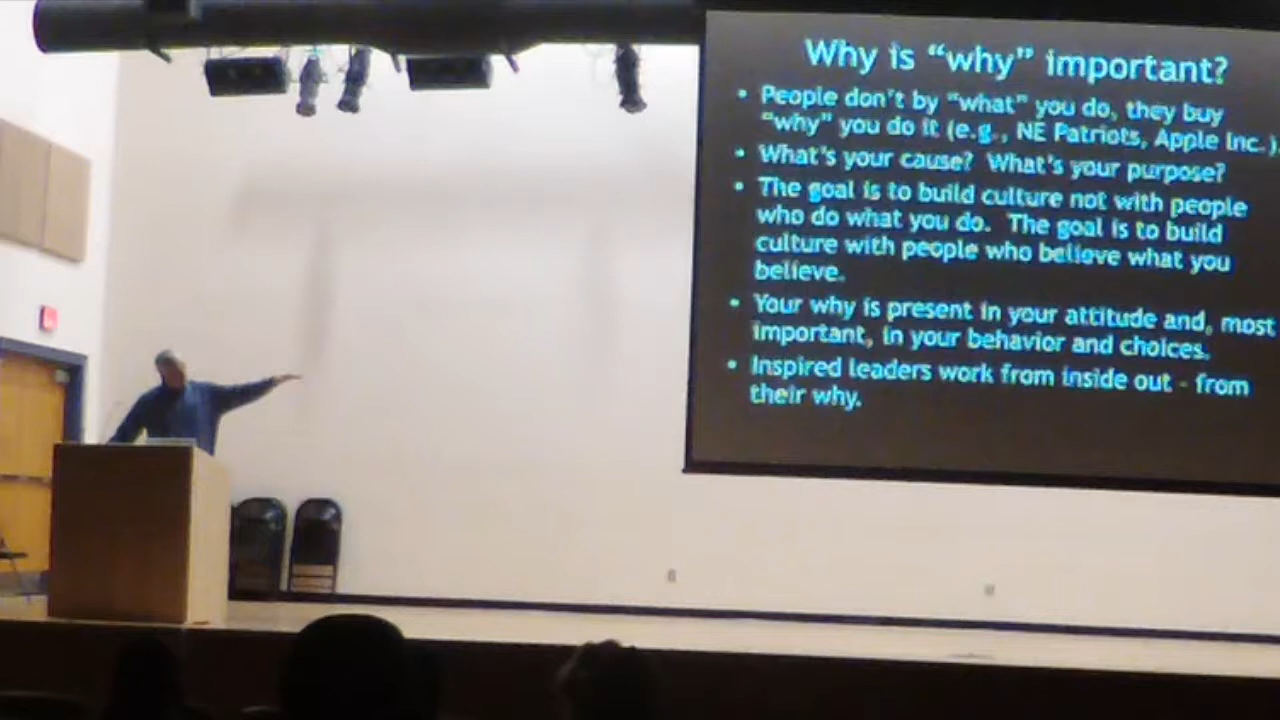 Why is “why” important?
• People don’t by “what” you do, they buy
“why” you do it (e.g., NE Patriots, Apple Inc.).
• What’s your cause?  What’s your purpose?
• The goal is to build culture not with people
who do what you do.  The goal is to build
culture with people who believe what you
believe.
• Your why is present in your attitude and, most
important, in your behavior and choices.
• Inspired leaders work from inside out - from
their why.